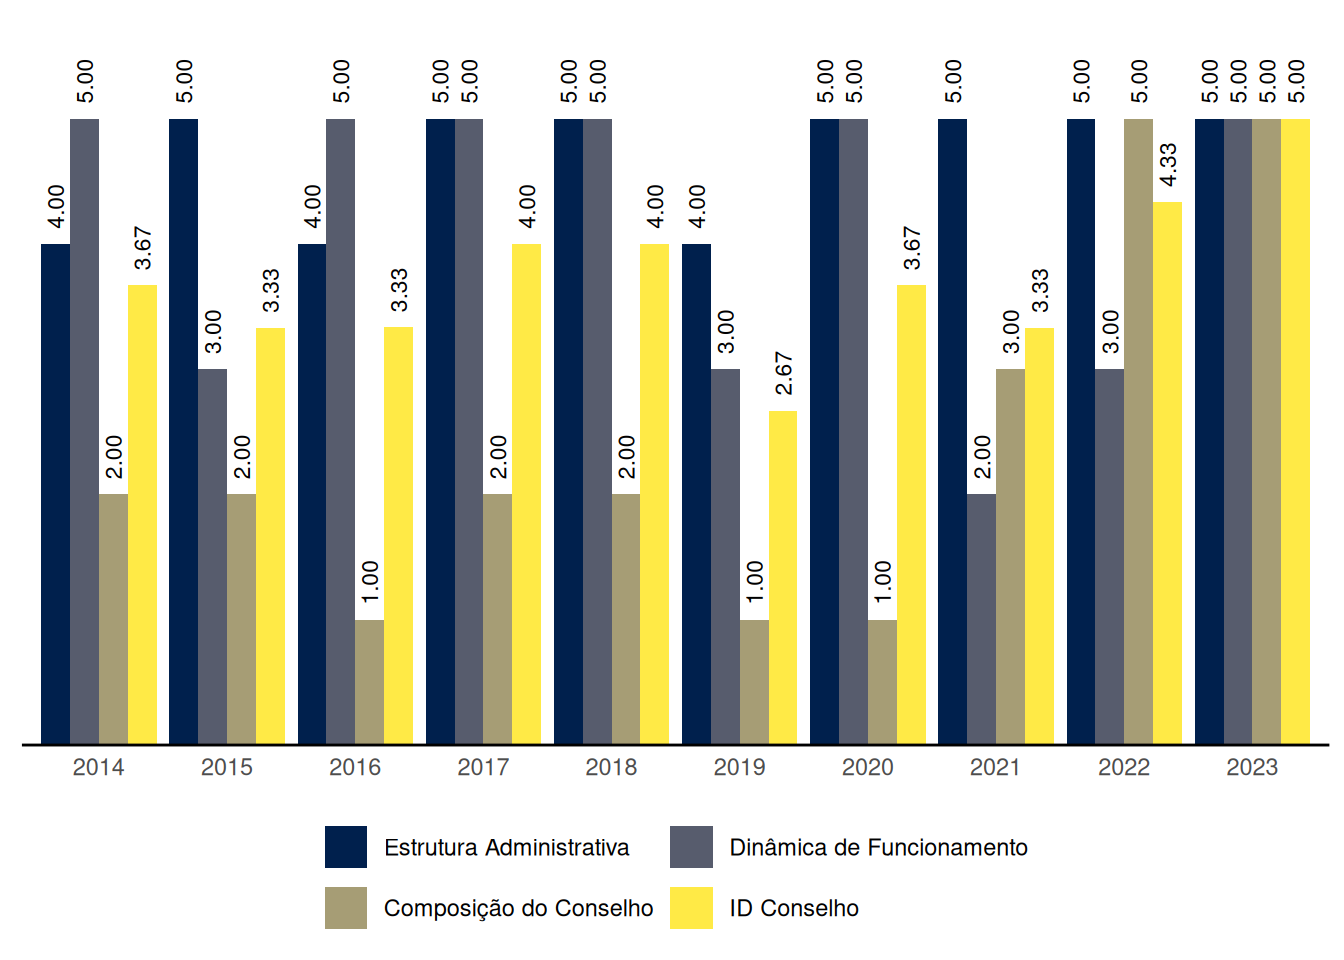 5.00 5.00 5.00 5.00 5.00 5.00 5.00 5.00 5.00 5.00 5.00 5.00 5.00 5.00 5.00 5.00
4.33
4.00 4.00 4.00 4.00 4.00
3.67 3.67
3.33 3.33 3.33
3.00 3.00 3.00 3.00
2.67
2.00 2.00 2.00 2.00 2.00
1.00 1.00 1.00
2014 2015 2016 2017 2018 2019 2020 2021 2022 2023
Estrutura Administrativa Dinâmica de Funcionamento
Composição do Conselho ID Conselho